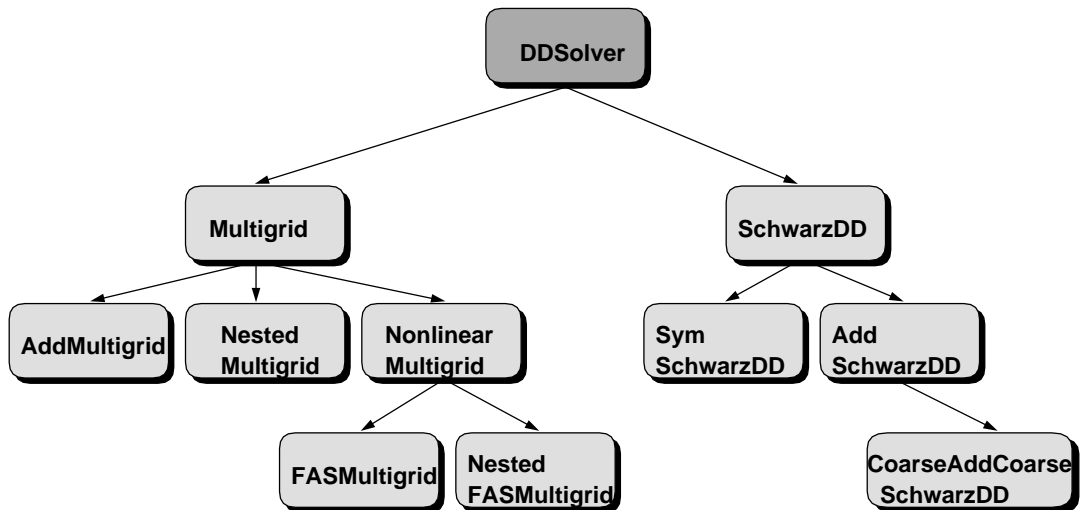 DDSolver
Multigrid
SchwarzDD
AddMultigrid
Nested
Multigrid
Nonlinear
Multigrid
Sym
SchwarzDD
Add
SchwarzDD
FASMultigrid
Nested
FASMultigrid
CoarseAddCoarse
SchwarzDD